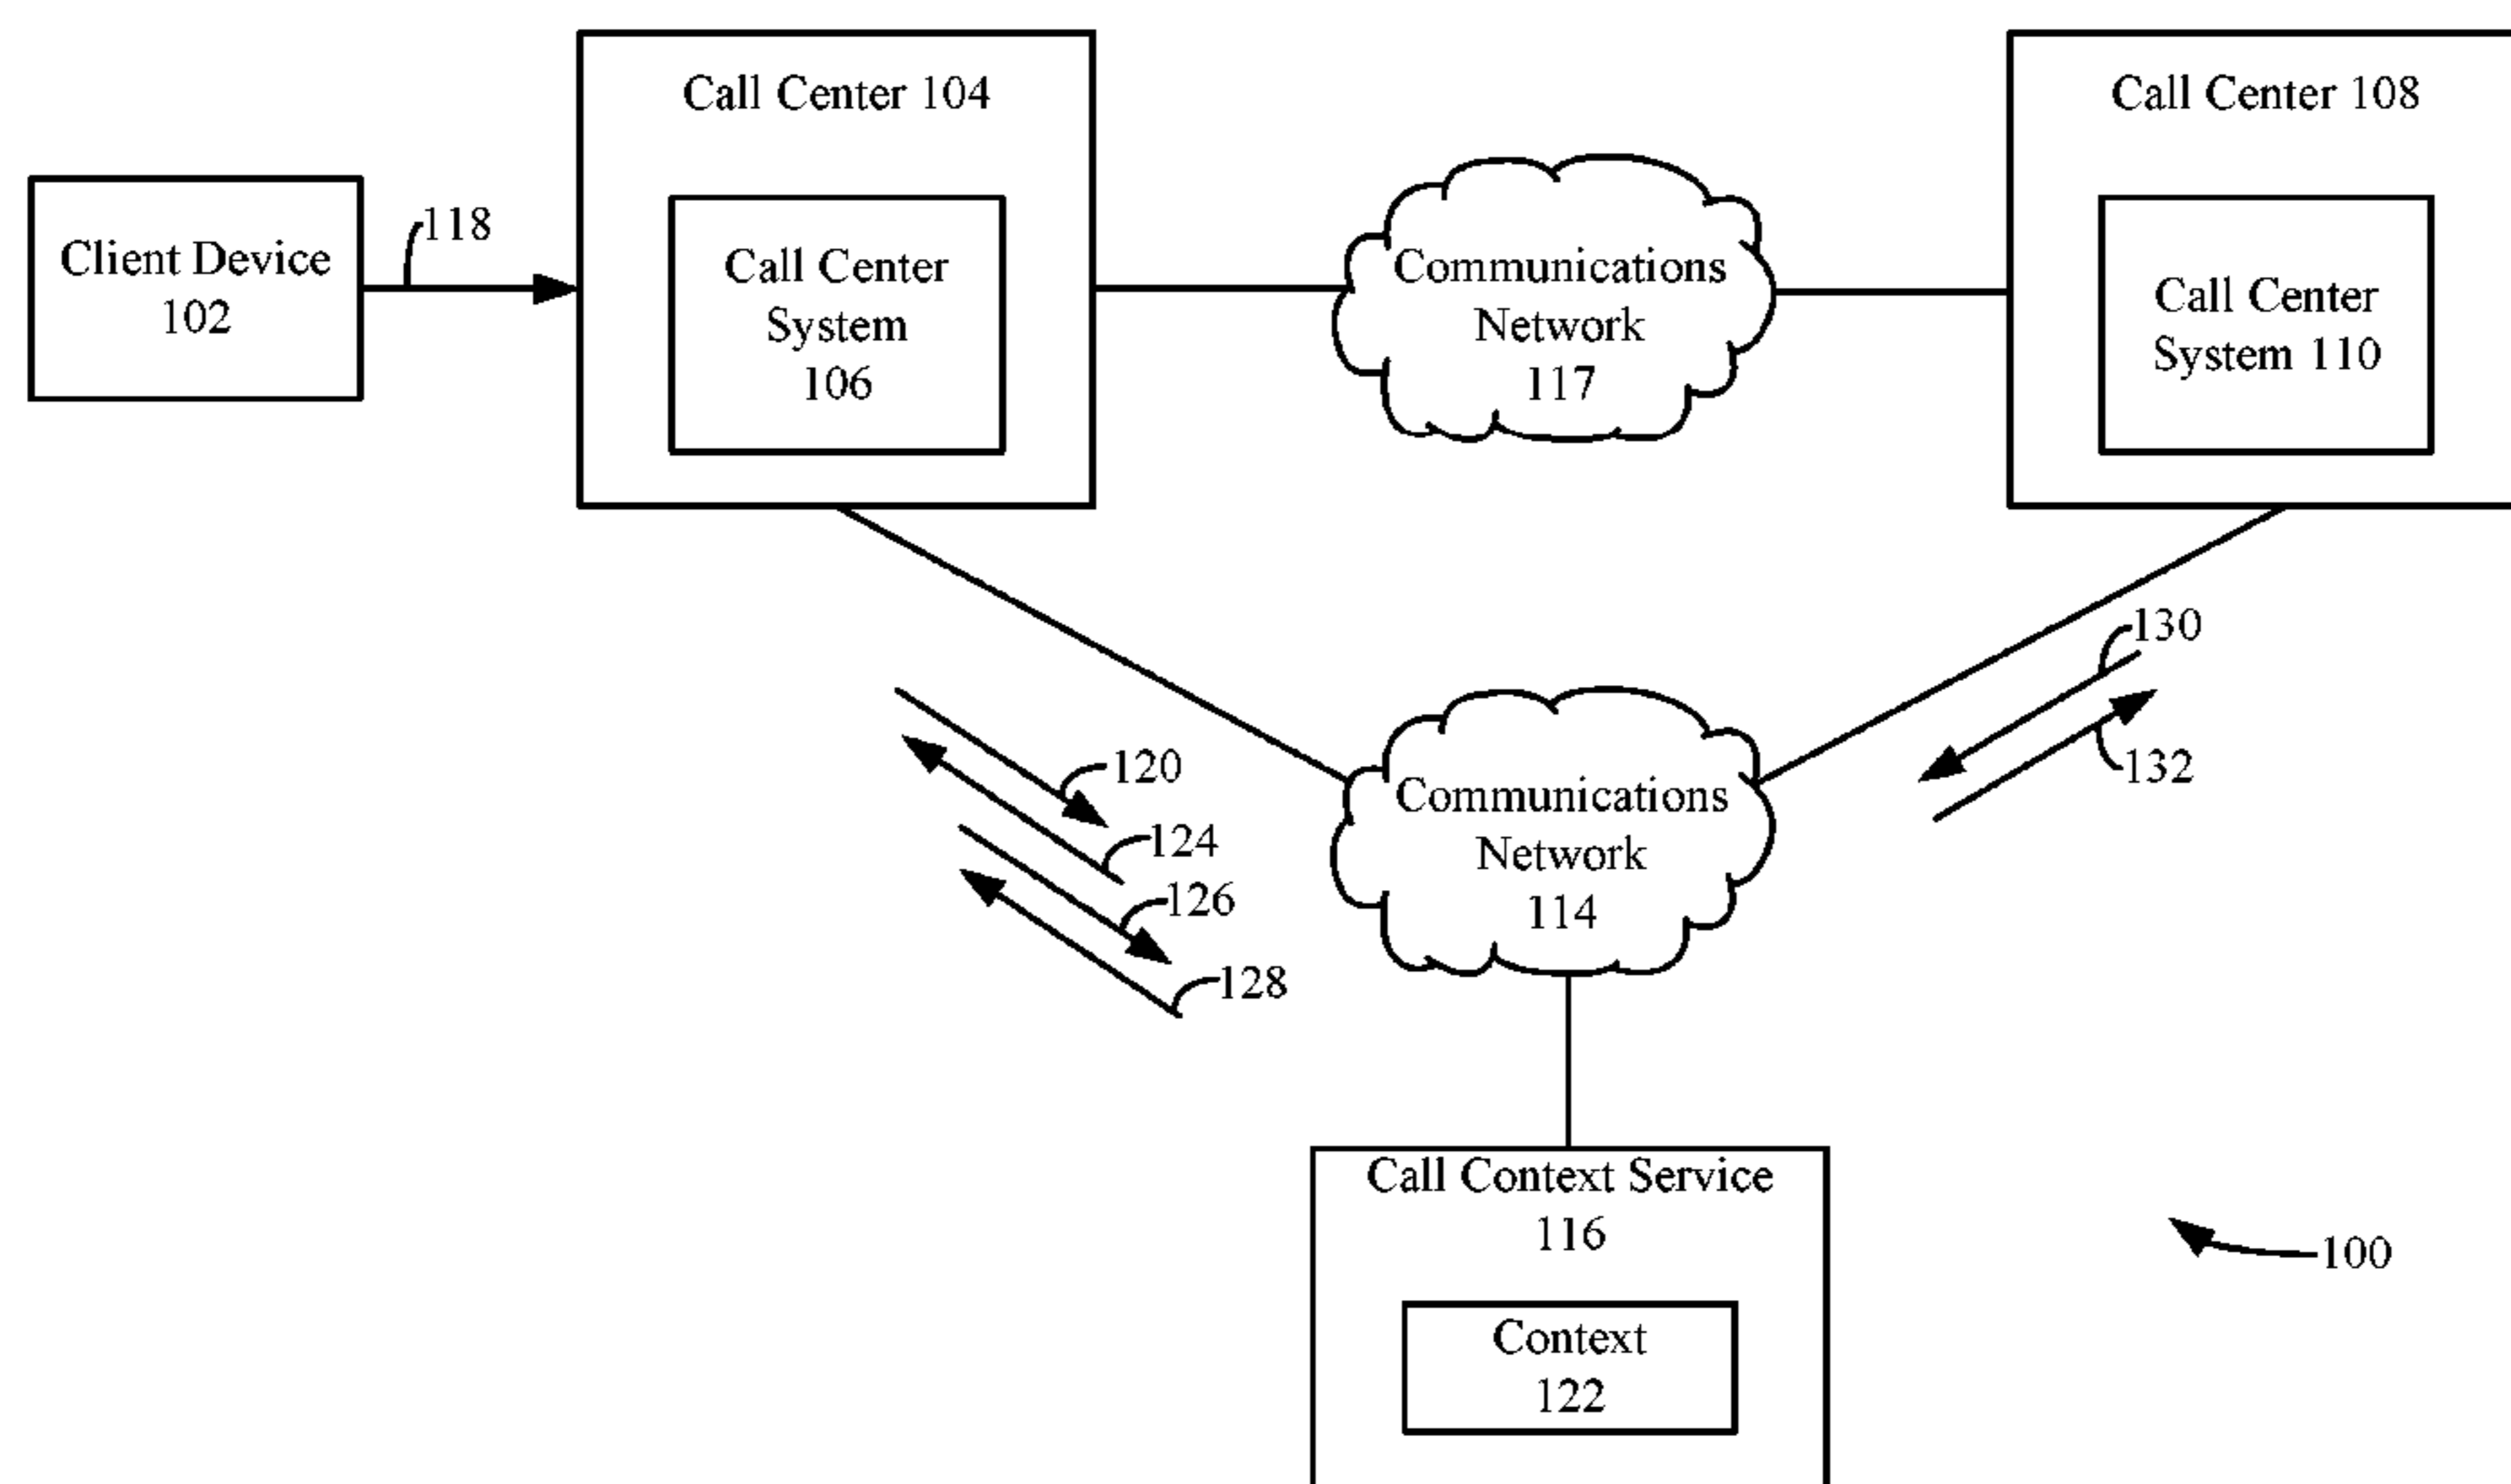 Call Center 104
Call Center 108
Client Device
102
118
Call Center
System
106
Communications
Network
117
Call Center
System 110
130
132
120
124
126
128
Communications
Network
114
Call Context Service
116
Context
122
100